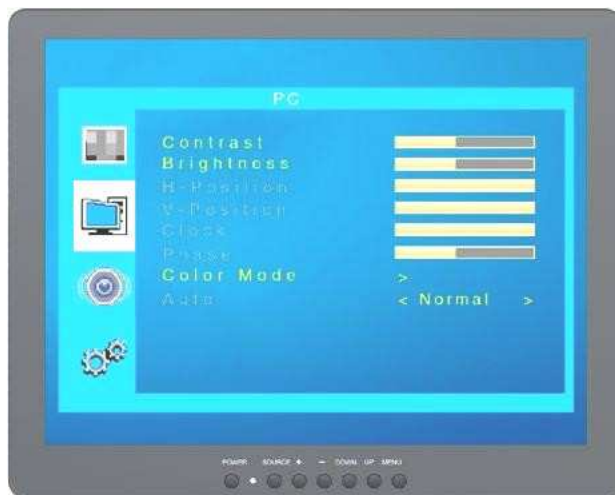 PC
Contrast
Brightness
H-Position
V-Position
Clock
Phase
Color Mode >
Auto < Normal >
POWER SOURCE + - DOWN UP MENU